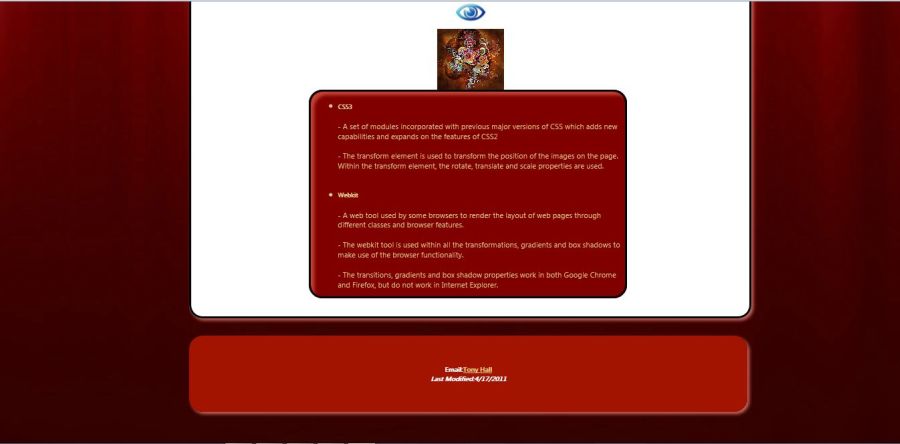 CSS3
- A set of modules incorporated with previous major versions of CSS which adds new
capabilities and expands on the features of CSS2
- The transform element is used to transform the position of the images on the page.
Within the transform element, the rotate, translate and scale properties are used.
Webkit
- A web tool used by some browsers to render the layout of web pages through
different classes and browser features.
- The webkit tool is used within all the transformations, gradients and box shadows to
make use of the browser functionality.
- The transitions, gradients and box shadow properties work in both Google Chrome
and Firefox, but do not work in Internet Explorer.
Email:Tony Hall
Last Modified:4/17/2011